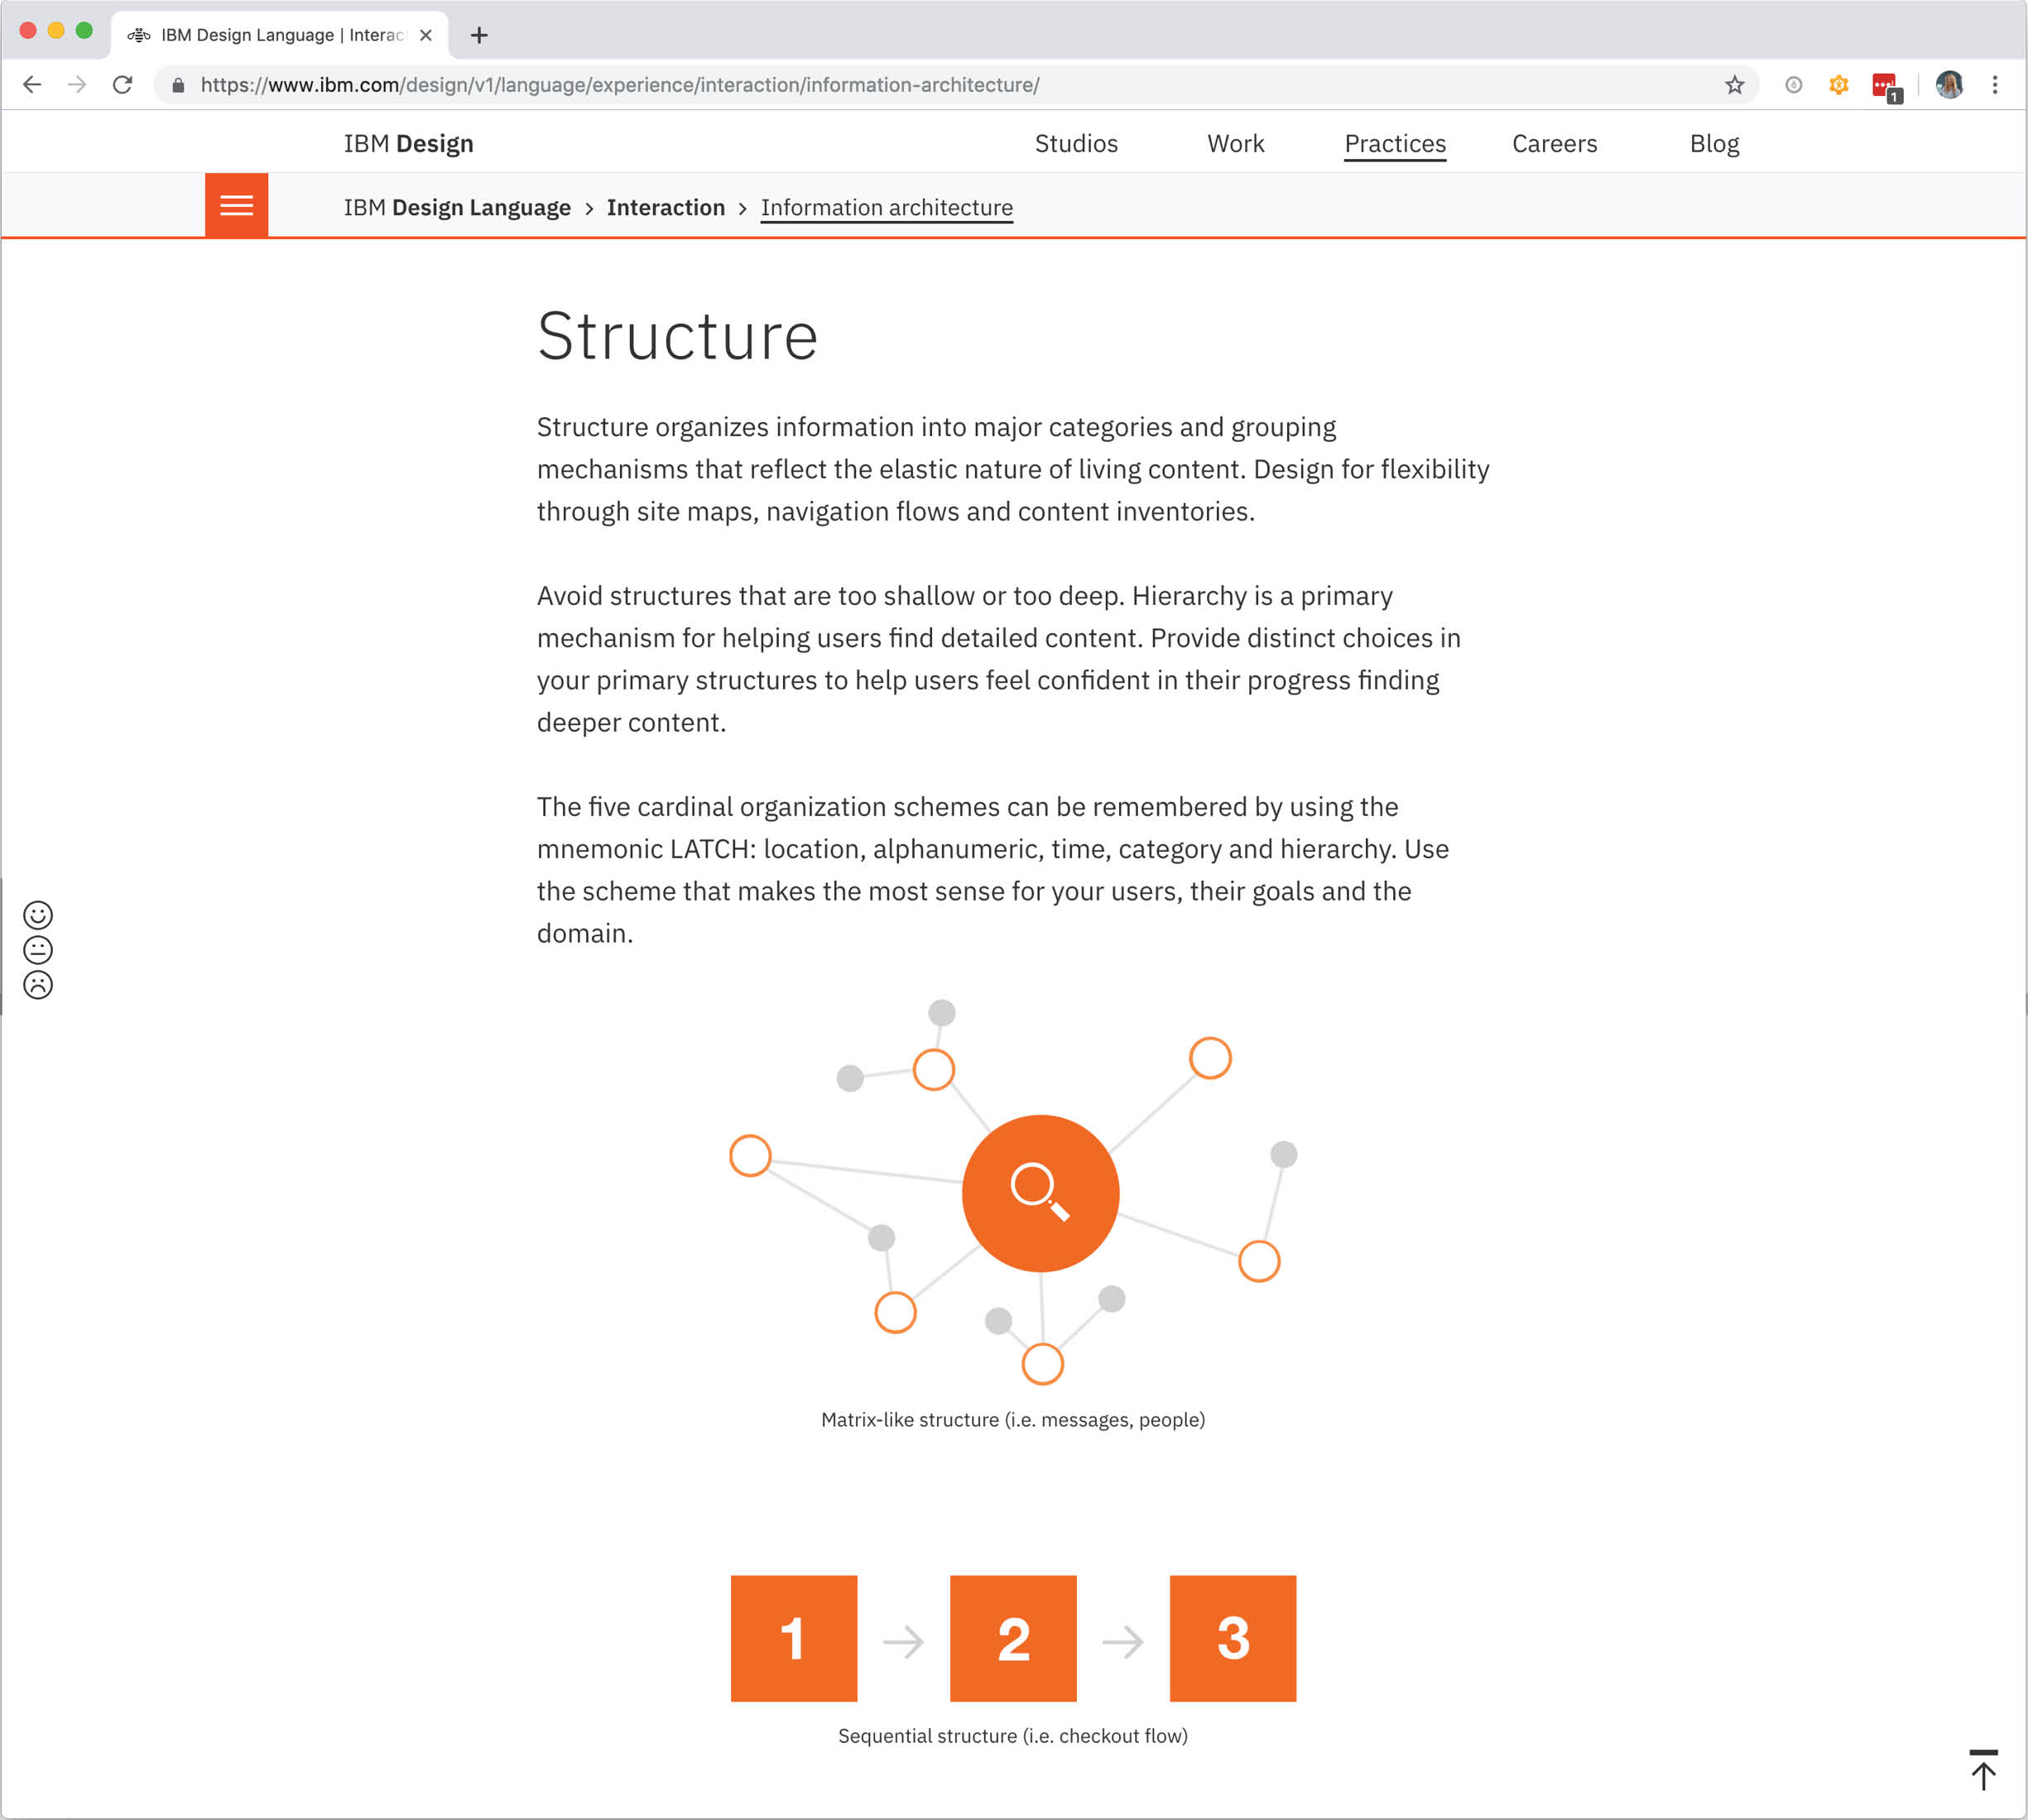 IBM Design Language | Interac
https://www.ibm.com/design/v1/language/experience/interaction/information-architecture/
1
IBM Design
Studios
Work
Practices
Careers
Blog
IBM Design Language > Interaction > Information architecture
Structure
Structure organizes information into major categories and grouping
mechanisms that reflect the elastic nature of living content. Design for flexibility
through site maps, navigation flows and content inventories.
Avoid structures that are too shallow or too deep. Hierarchy is a primary
mechanism for helping users find detailed content. Provide distinct choices in
your primary structures to help users feel confident in their progress finding
deeper content.
The five cardinal organization schemes can be remembered by using the
mnemonic LATCH: location, alphanumeric, time, category and hierarchy. Use
the scheme that makes the most sense for your users, their goals and the
domain.
Matrix-like structure (i.e. messages, people)
1
2
3
Sequential structure (i.e. checkout flow)